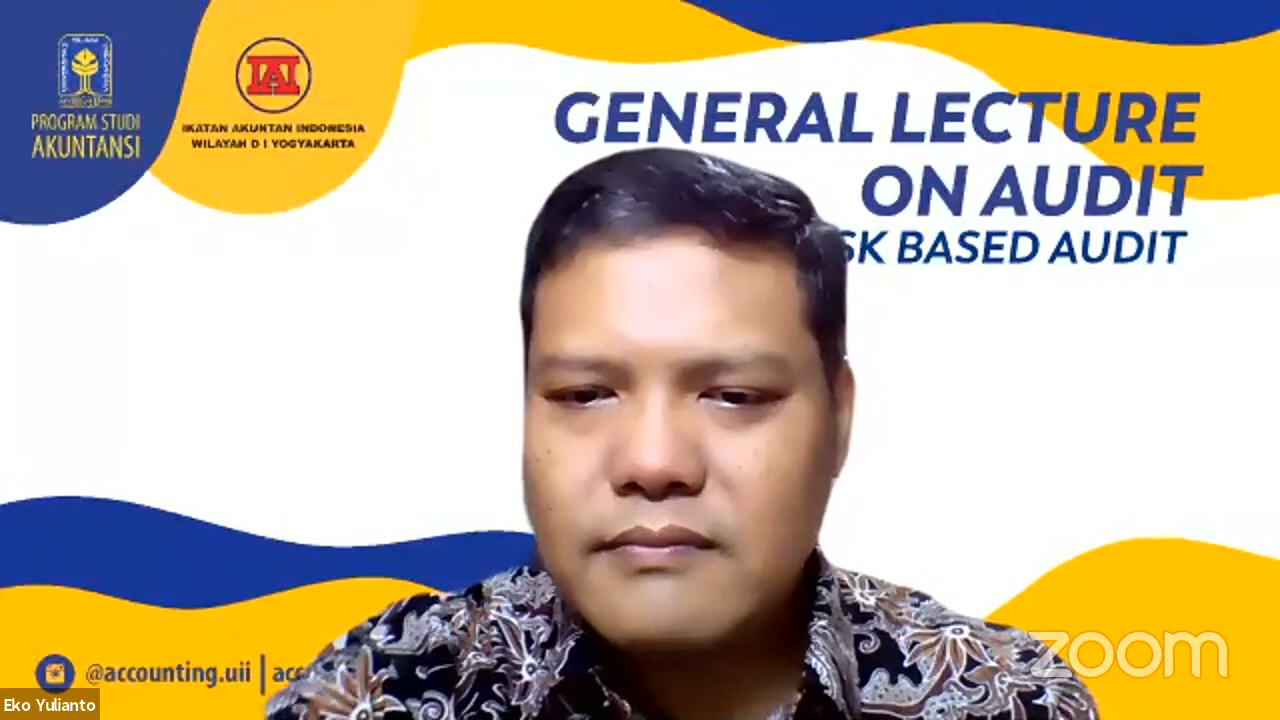 PROGRAM STUDI
AKUNTANSI
IAI
IKATAN AKUNTAN INDONESIA
WILAYAH D I YOGYAKARTA
GENERAL LECTURE
ON AUDIT
SK BASED AUDIT
@accounting.uii | acc
Eko Yulianto
zoom